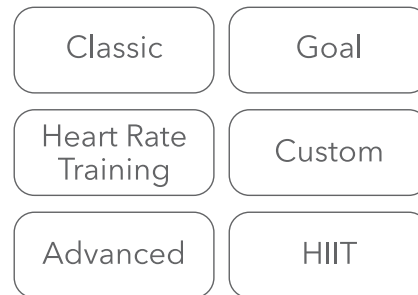 Classic
Goal
Heart Rate
Training
Custom
Advanced
HIIT